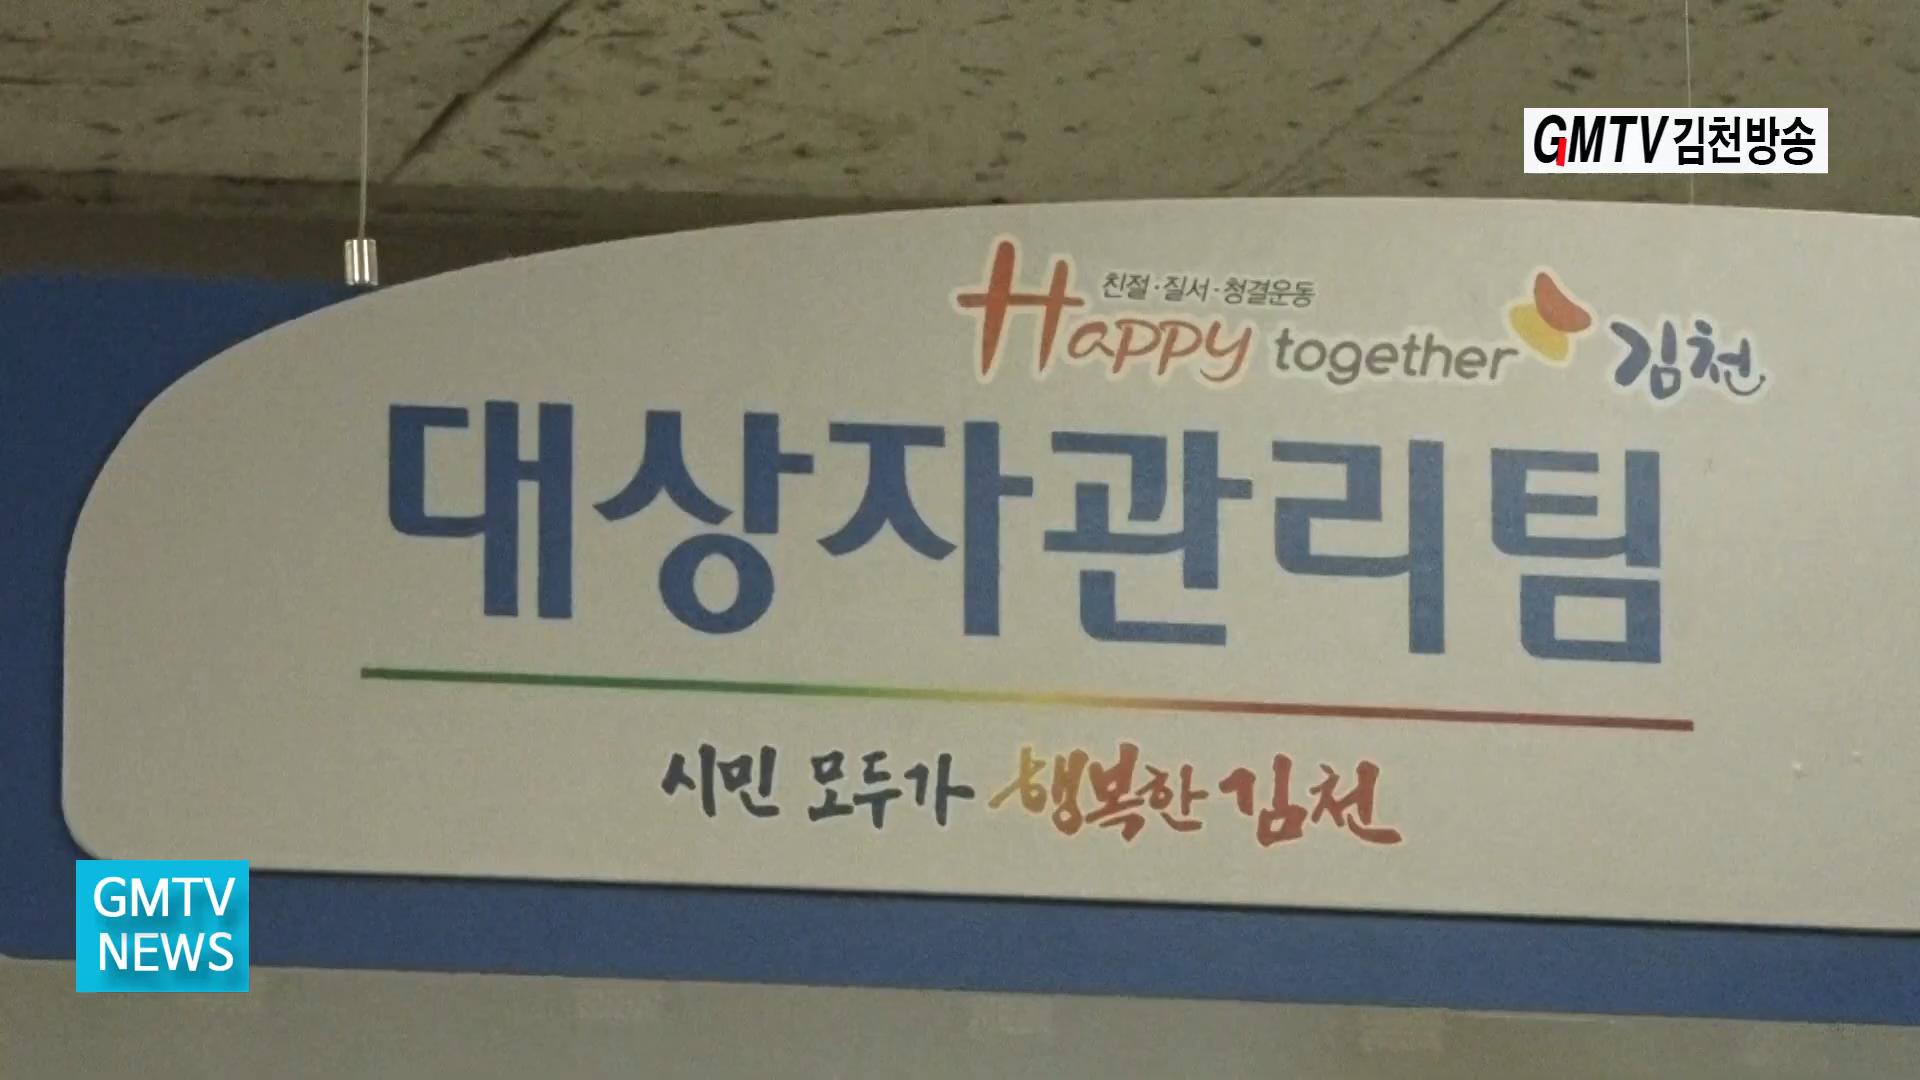 GMTV김천방송
친절·질서·청결운동
Happy together 김천
대상자관리팀
시민 모두가 행복한 김천
GMTV
NEWS